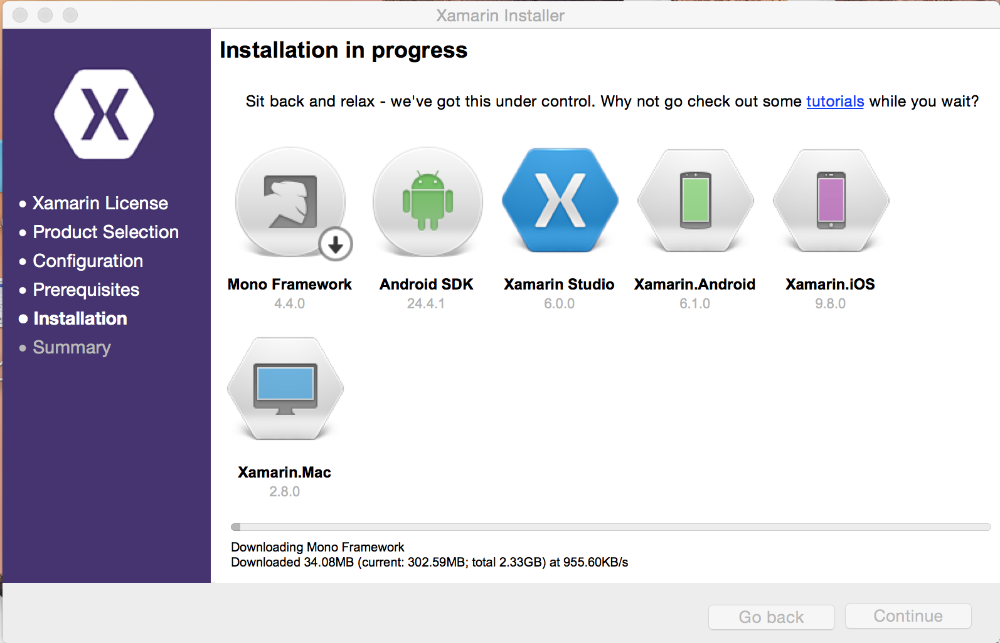 Xamarin Installer
Installation in progress
Sit back and relax - we've got this under control. Why not go check out some tutorials while you wait?
• Xamarin License
• Product Selection
• Configuration
• Prerequisites
• Installation
• Summary
Mono Framework
4.4.0
Android SDK
24.4.1
Xamarin Studio
6.0.0
Xamarin.Android
6.1.0
Xamarin.iOS
9.8.0
Xamarin.Mac
2.8.0
Downloading Mono Framework
Downloaded 34.08MB (current: 302.59MB; total 2.33GB) at 955.60KB/s
Go back
Continue